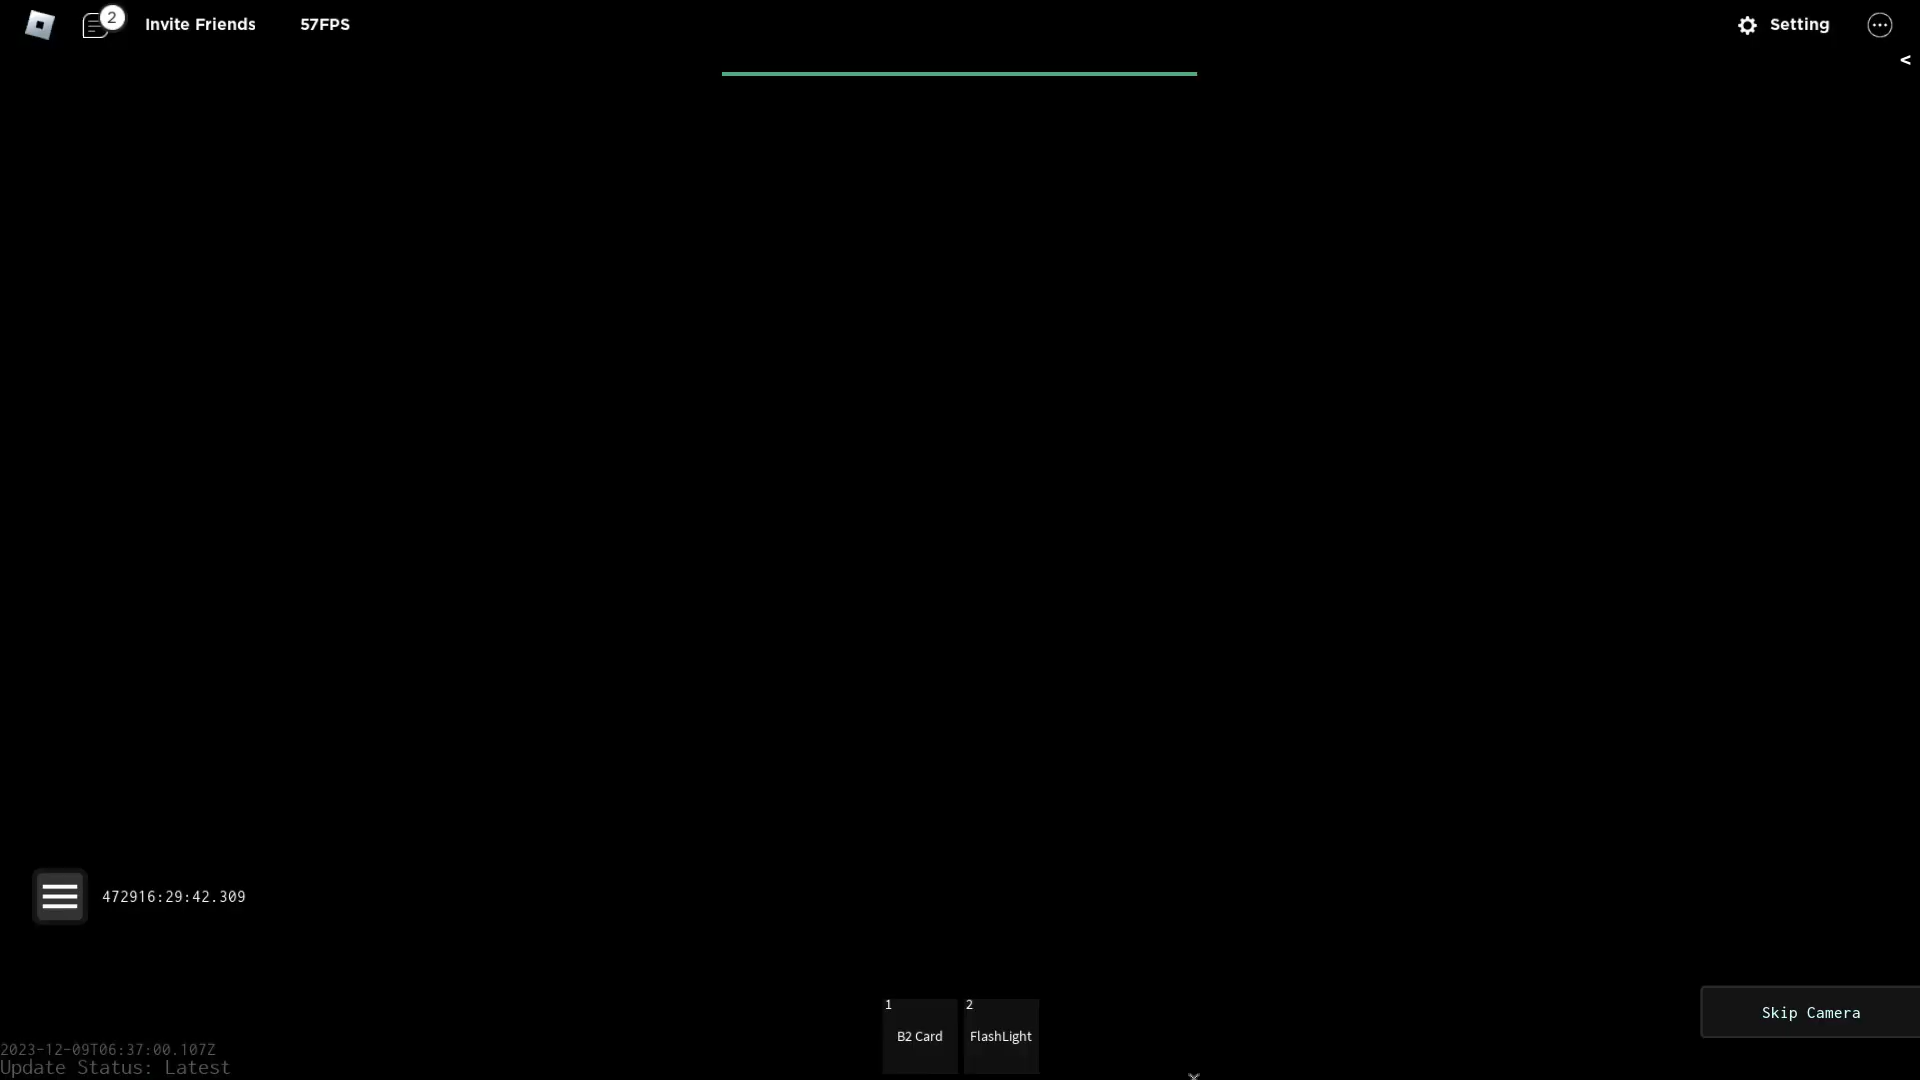 2
Invite Friends
57FPS
Setting
<
472916:29:42.309
Skip Camera
1
2
B2 Card
FlashLight
2023-12-09T06:37:00.107Z
Update Status: Latest